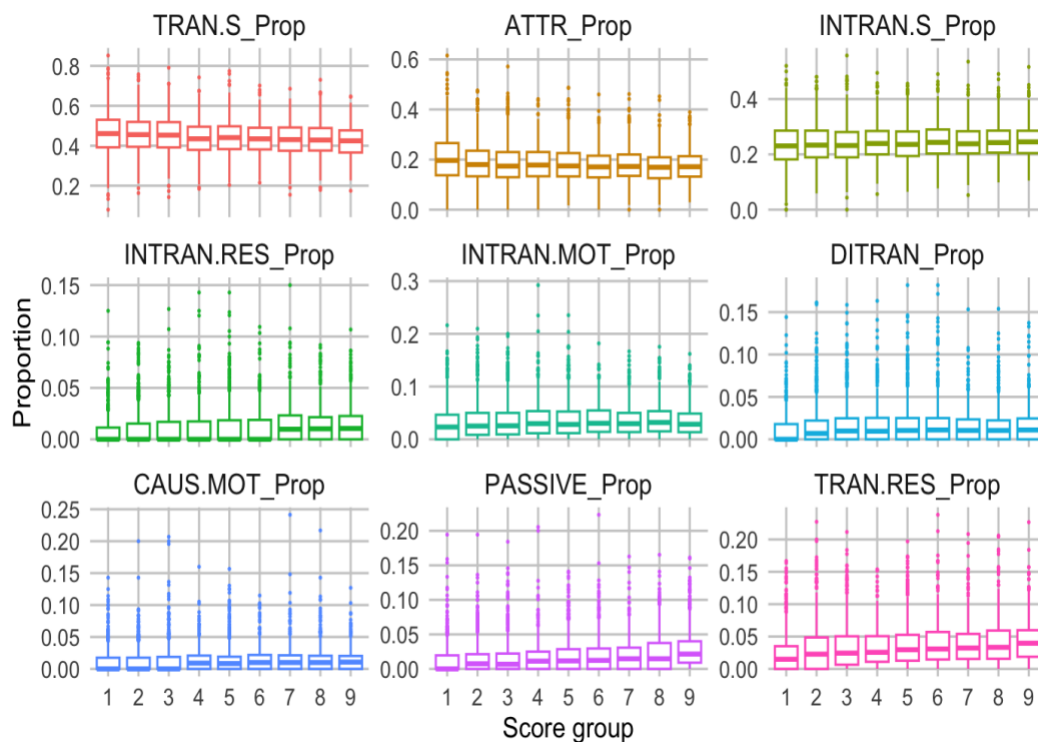 TRAN.S_Prop ATTR_Prop INTRAN.S_Prop
0.8 0.6 0.4 0.2
0.6 0.4 0.2 0.0
0.4 0.2 0.0
INTRAN.RES_Prop INTRAN.MOT_Prop DITRAN_Prop
0.15 0.10 0.05 0.00
0.3 0.2 0.1 0.0
0.15 0.10 0.05 0.00
Proportion
CAUS.MOT_Prop PASSIVE_Prop TRAN.RES_Prop
0.25 0.20 0.15 0.10 0.05 0.00
0.20 0.15 0.10 0.05 0.00
0.20 0.15 0.10 0.05 0.00
1 2 3 4 5 6 7 8 9 1 2 3 4 5 6 7 8 9 1 2 3 4 5 6 7 8 9
Score group